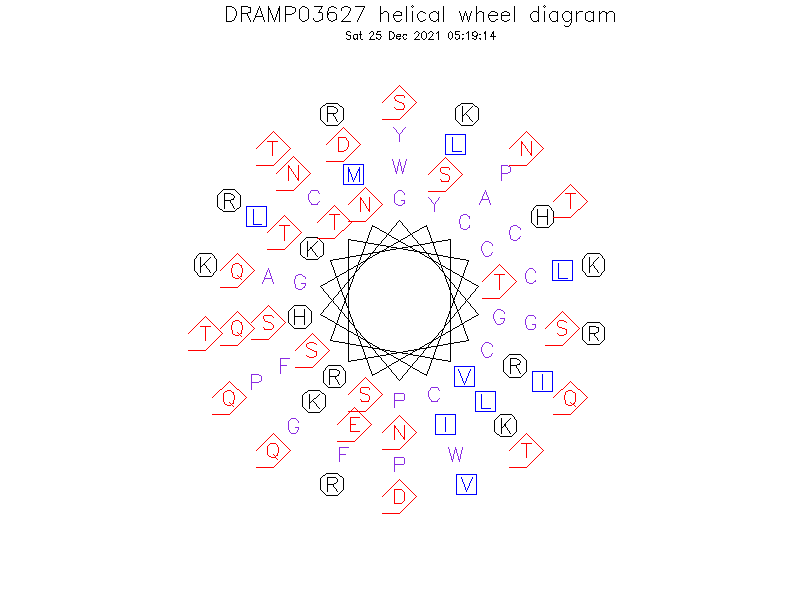 DRAMP03627 helical wheel diagram
Sat 25 Dec 2021 05:19:14
S
R K
D Y L
T N
N M W S P
R C N G Y A T
L T T C C H
K
K Q A G T C L K
T Q S H G G S R
F S C
Q P R V R I Q
K S P C L
G E N I K
Q F P W T
R D V